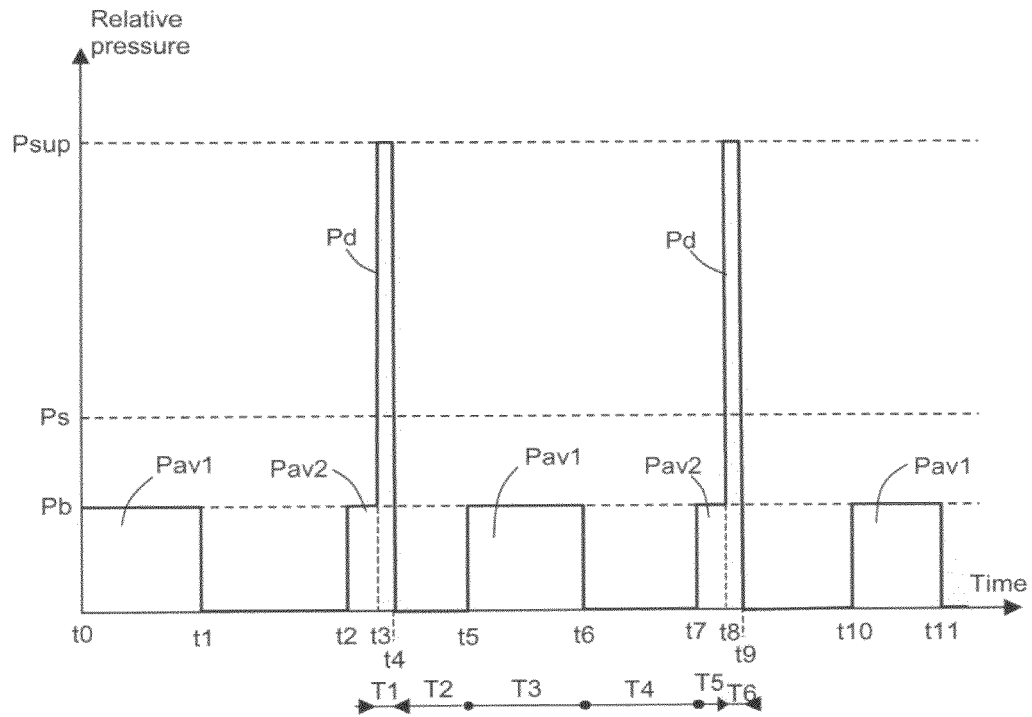 Relative
pressure
Psup
Pd
Pd
Ps
Pav1
Pav2
Pav1
Pav2
Pav1
Pb
Time
t0
t1
t2
t3
t4
t5
t6
t7
t8
t9
t10
t11
T1
T2
T3
T4
T5
T6